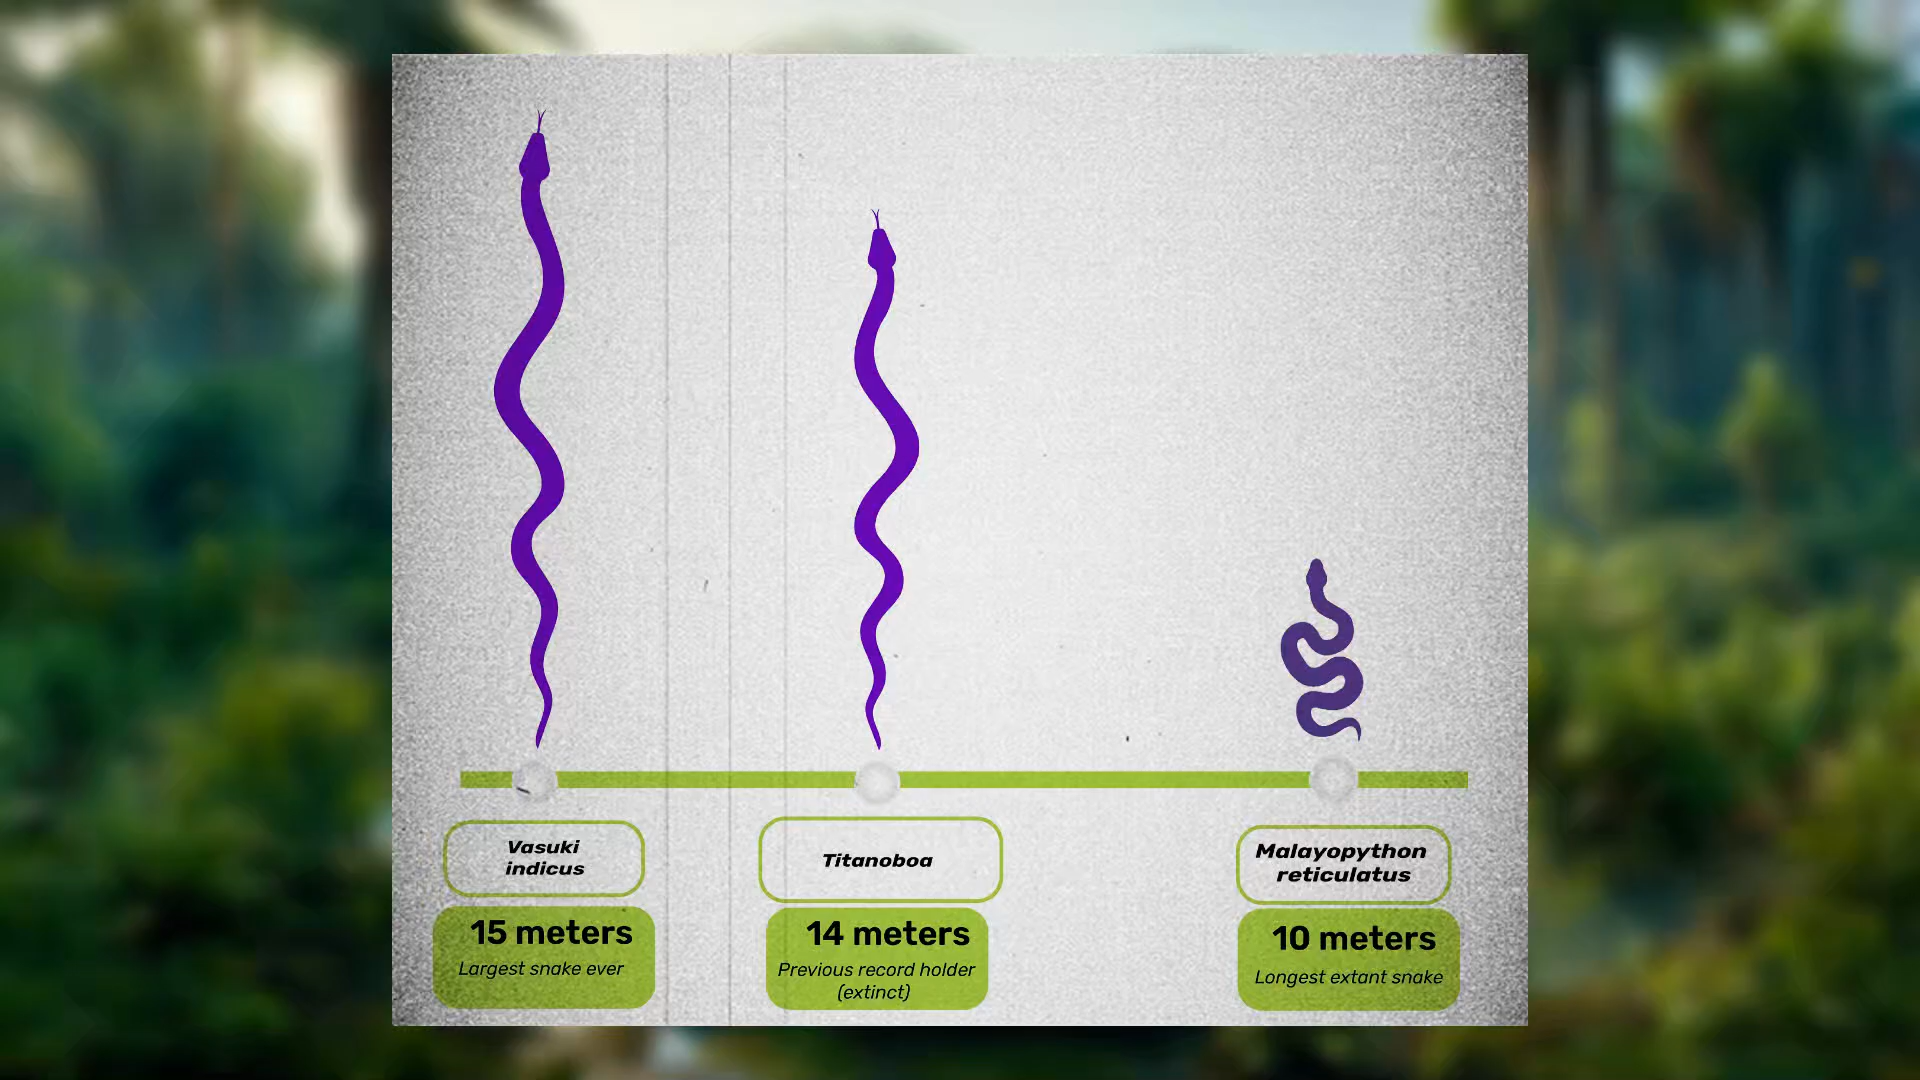 Vasuki
indicus
15 meters
Largest snake ever
Titanoboa
14 meters
Previous record holder
(extinct)
Malayopython
reticulatus
10 meters
Longest extant snake